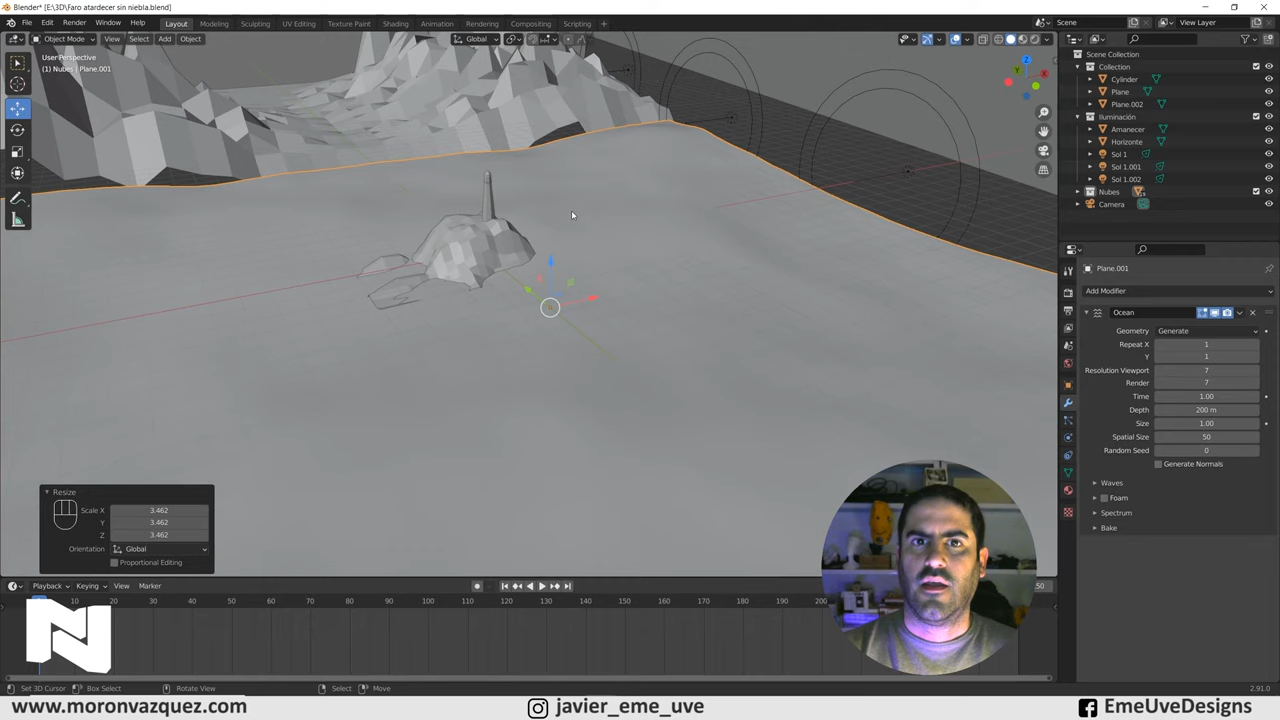 Blender* [E:\3D\Faro atardecer sin niebla.blend]
File Edit Render Window Help Layout Modeling Sculpting UV Editing Texture Paint Shading Animation Rendering Compositing Scripting Scene View Layer
Object Mode View Select Add Object Global
User Perspective
(1) Nubes | Plane.001
Scene Collection
Collection
Cylinder
Plane
Plane.002
Iluminación
Amanecer
Horizonte
Sol 1
Sol 1.001
Sol 1.002
Nubes
Camera
Plane.001
Add Modifier
Ocean
Geometry Generate
Repeat X 1
Y 1
Resolution Viewport 7
Render 7
Time 1.00
Depth 200 m
Size 1.00
Spatial Size 50
Random Seed 0
Generate Normals
Waves
Foam
Spectrum
Bake
Resize
Scale X 3.462
Y 3.462
Z 3.462
Orientation Global
Proportional Editing
Playback Keying View Marker
10 20 30 40 50 60 70 80 90 100 110 120 130 140 150 160 170 180 190 200
N
Set 3D Cursor Box Select Rotate View Select Move 2.91.0
www.moronvazquez.com javier_eme_uve EmeUveDesigns